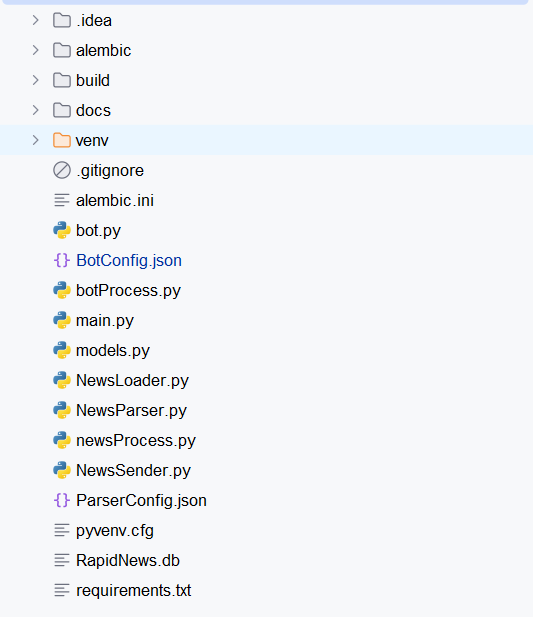 .idea
alembic
build
docs
venv
.gitignore
alembic.ini
bot.py
BotConfig.json
botProcess.py
main.py
models.py
NewsLoader.py
NewsParser.py
newsProcess.py
NewsSender.py
ParserConfig.json
pyvenv.cfg
RapidNews.db
requirements.txt